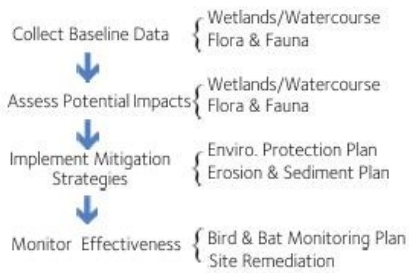 Collect Baseline Data
Wetlands/Watercourse
Flora & Fauna
Assess Potential Impacts
Wetlands/Watercourse
Flora & Fauna
Implement Mitigation
Strategies
Enviro. Protection Plan
Erosion & Sediment Plan
Monitor Effectiveness
Bird & Bat Monitoring Plan
Site Remediation